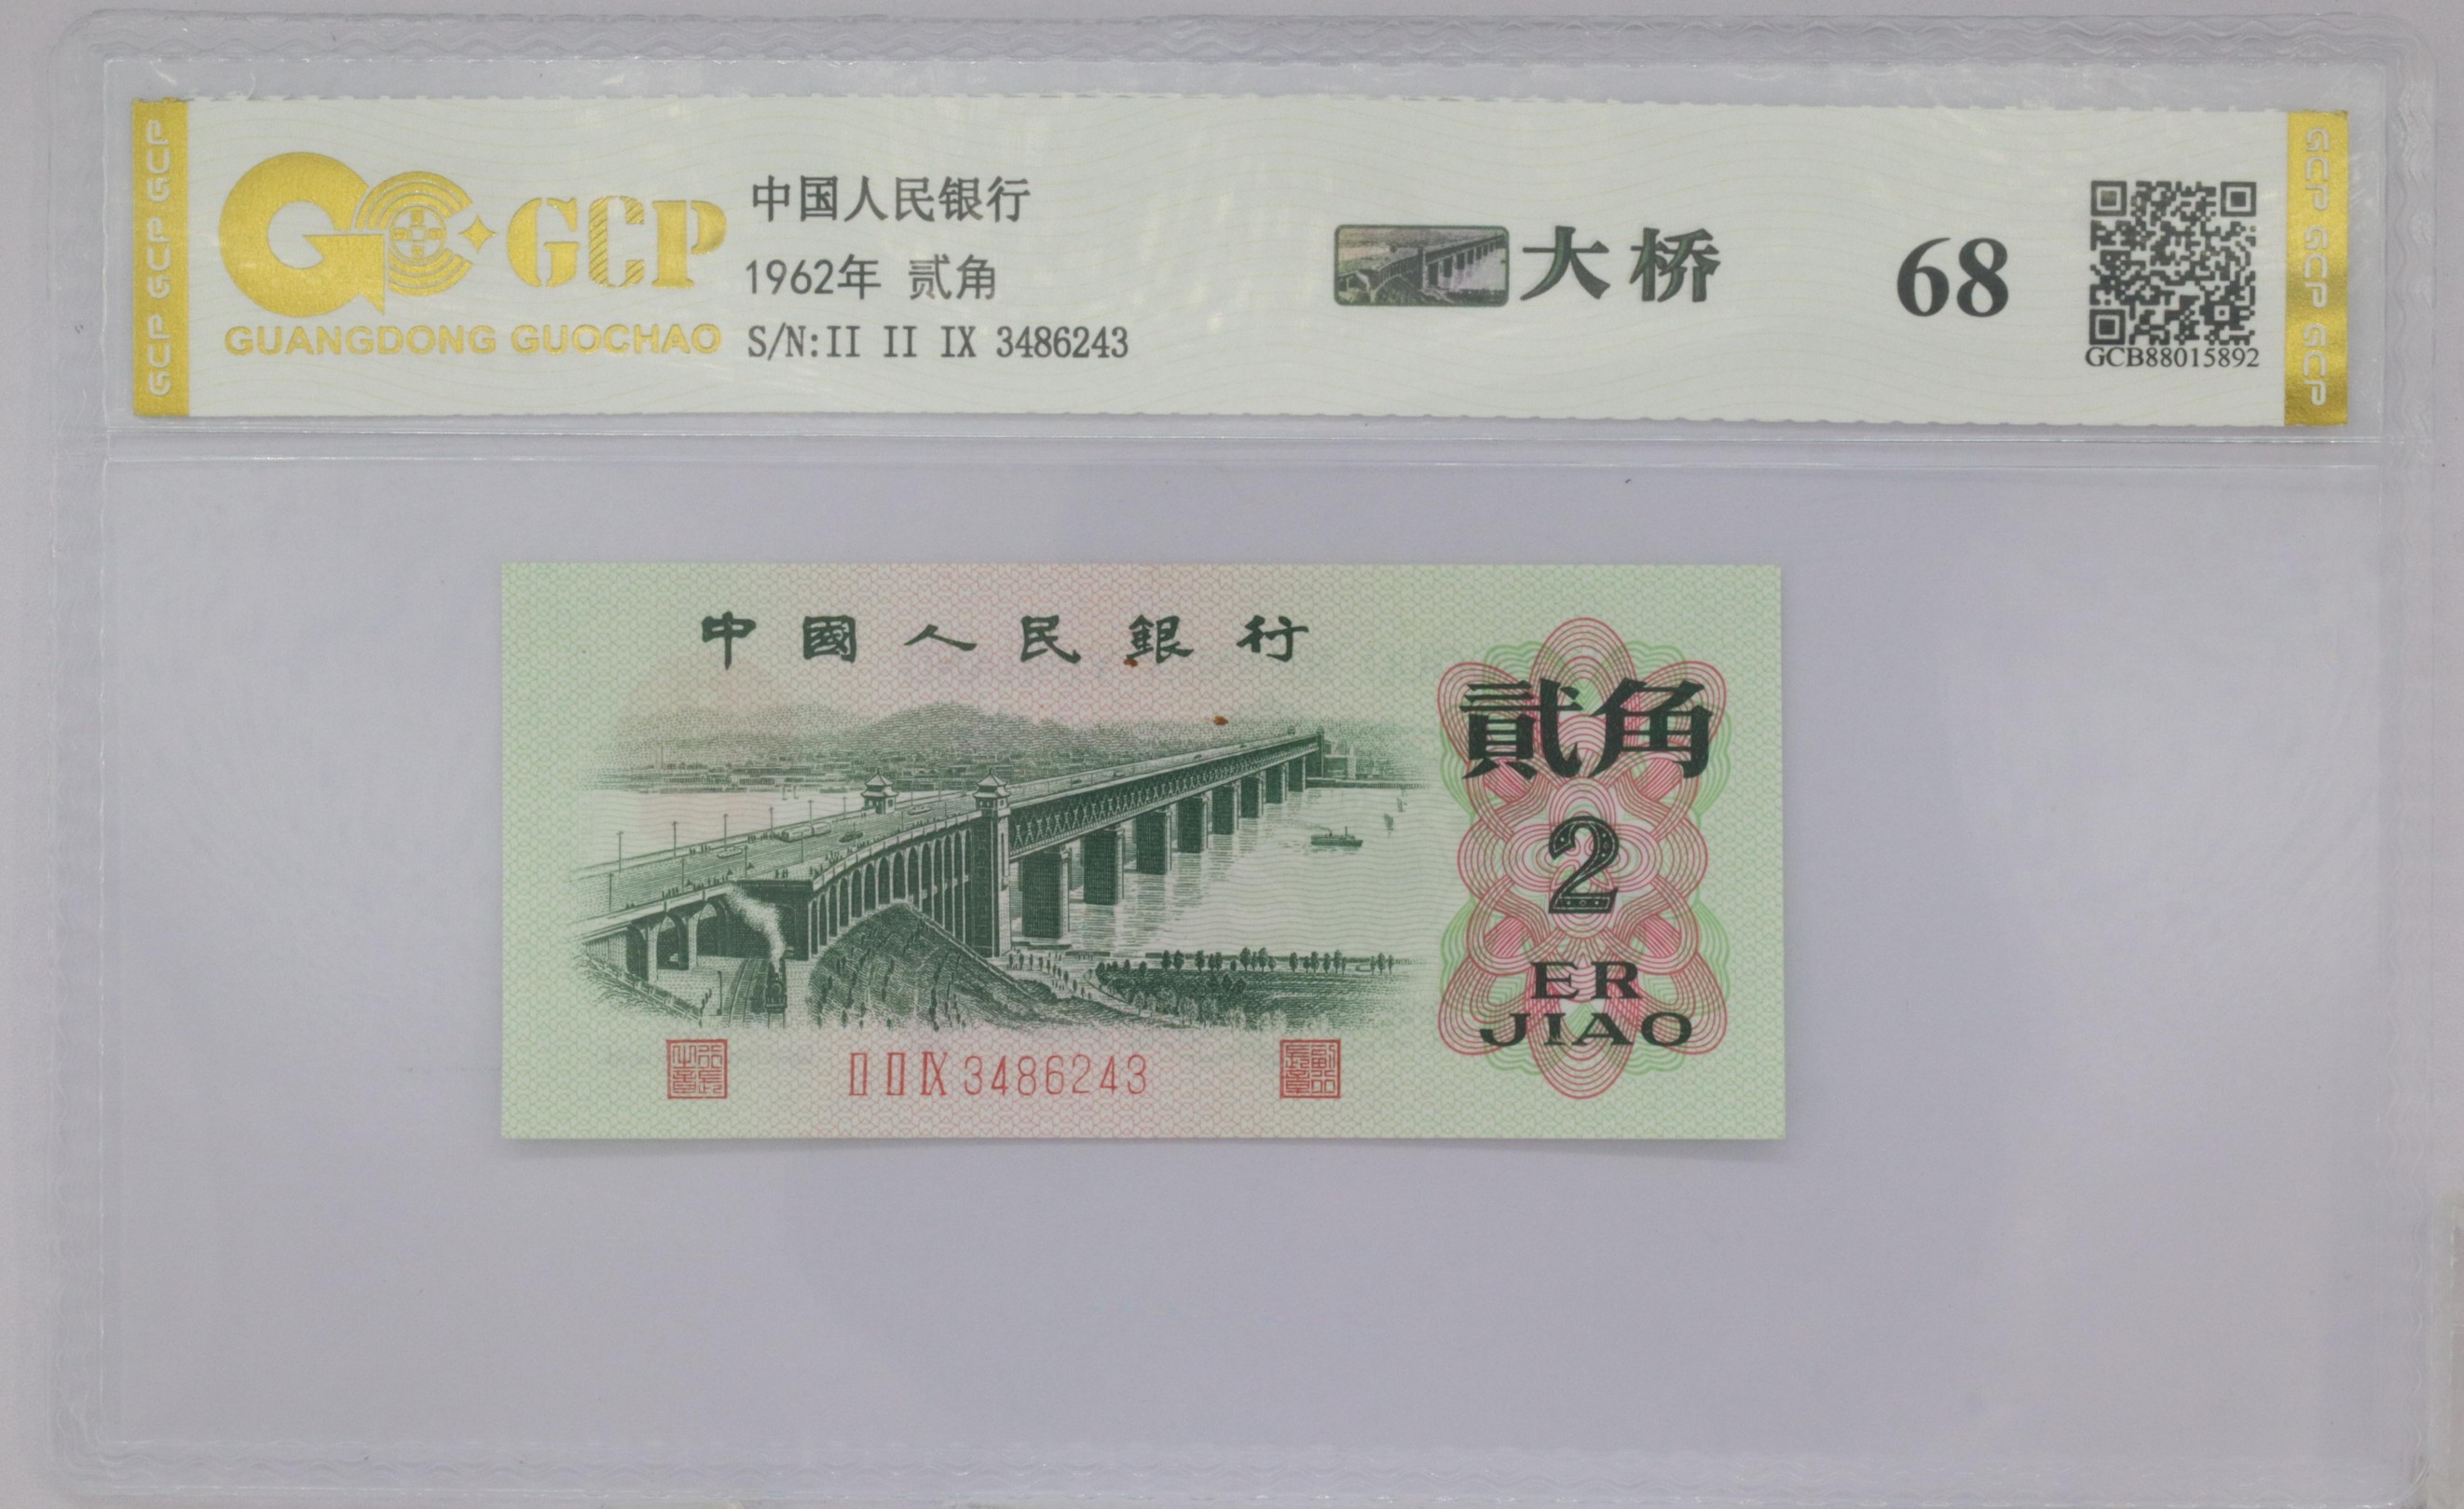 GCP GCP GCP
GCP
GUANGDONG GUOCHAO
中国人民银行
1962年 贰角
S/N:II II IX 3486243
大桥
68
GCB88015892
GCP GCP GCP
中國人民銀行
貳角
2
ER
JIAO
II II IX 3486243